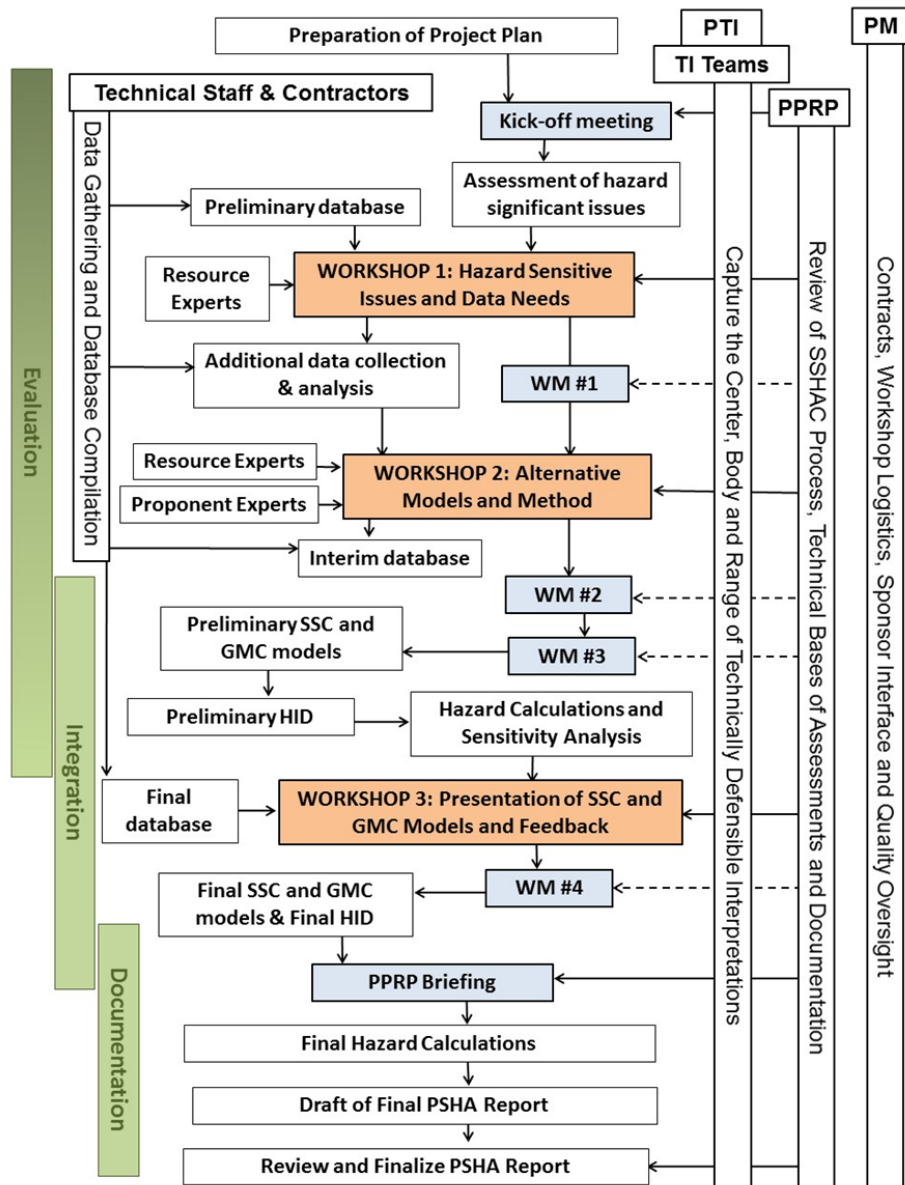 Preparation of Project Plan
PTI
PM
TI Teams
Technical Staff & Contractors
Kick-off meeting
PPRP
Assessment of hazard
significant issues
Preliminary database
WORKSHOP 1: Hazard Sensitive
Issues and Data Needs
Resource
Experts
Additional data collection
& analysis
WM #1
Resource Experts
WORKSHOP 2: Alternative
Models and Method
Proponent Experts
Interim database
WM #2
Preliminary SSC and
GMC models
WM #3
Preliminary HID
Hazard Calculations and
Sensitivity Analysis
Final
database
WORKSHOP 3: Presentation of SSC and
GMC Models and Feedback
WM #4
Final SSC and GMC
models & Final HID
PPRP Briefing
Final Hazard Calculations
Draft of Final PSHA Report
Review and Finalize PSHA Report
Evaluation
Integration
Documentation
Data Gathering and Database Compilation
Capture the Center, Body and Range of Technically Defensible Interpretations
Review of SSHAC Process, Technical Bases of Assessments and Documentation
Contracts, Workshop Logistics, Sponsor Interface and Quality Oversight